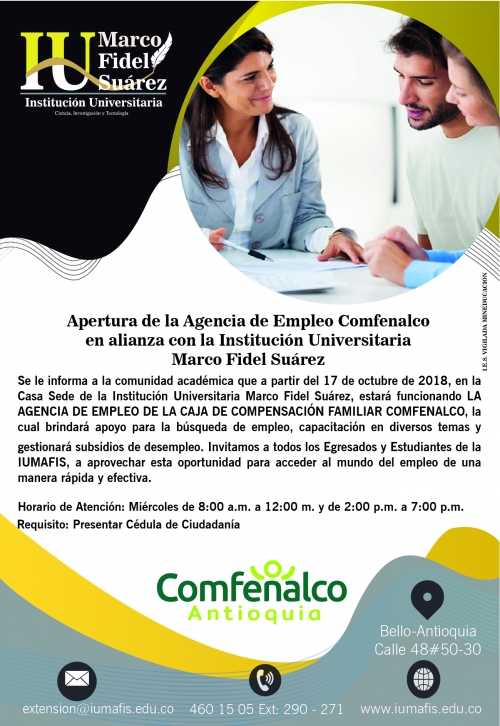 IU Marco
Fidel
Suárez
Institución Universitaria
Ciencia, Investigación y Tecnología
I.E.S. VIGILADA MINEDUCACIÓN
Apertura de la Agencia de Empleo Comfenalco
en alianza con la Institución Universitaria
Marco Fidel Suárez
Se le informa a la comunidad académica que a partir del 17 de octubre de 2018, en la
Casa Sede de la Institución Universitaria Marco Fidel Suárez, estará funcionando LA
AGENCIA DE EMPLEO DE LA CAJA DE COMPENSACIÓN FAMILIAR COMFENALCO, la
cual brindará apoyo para la búsqueda de empleo, capacitación en diversos temas y
gestionará subsidios de desempleo. Invitamos a todos los Egresados y Estudiantes de la
IUMAFIS, a aprovechar esta oportunidad para acceder al mundo del empleo de una
manera rápida y efectiva.
Horario de Atención: Miércoles de 8:00 a.m. a 12:00 m. y de 2:00 p.m. a 7:00 p.m.
Requisito: Presentar Cédula de Ciudadanía
Comfenalco
Antioquia
Bello-Antioquia
Calle 48#50-30
extension@iumafis.edu.co
460 15 05 Ext: 290 - 271
www.iumafis.edu.co